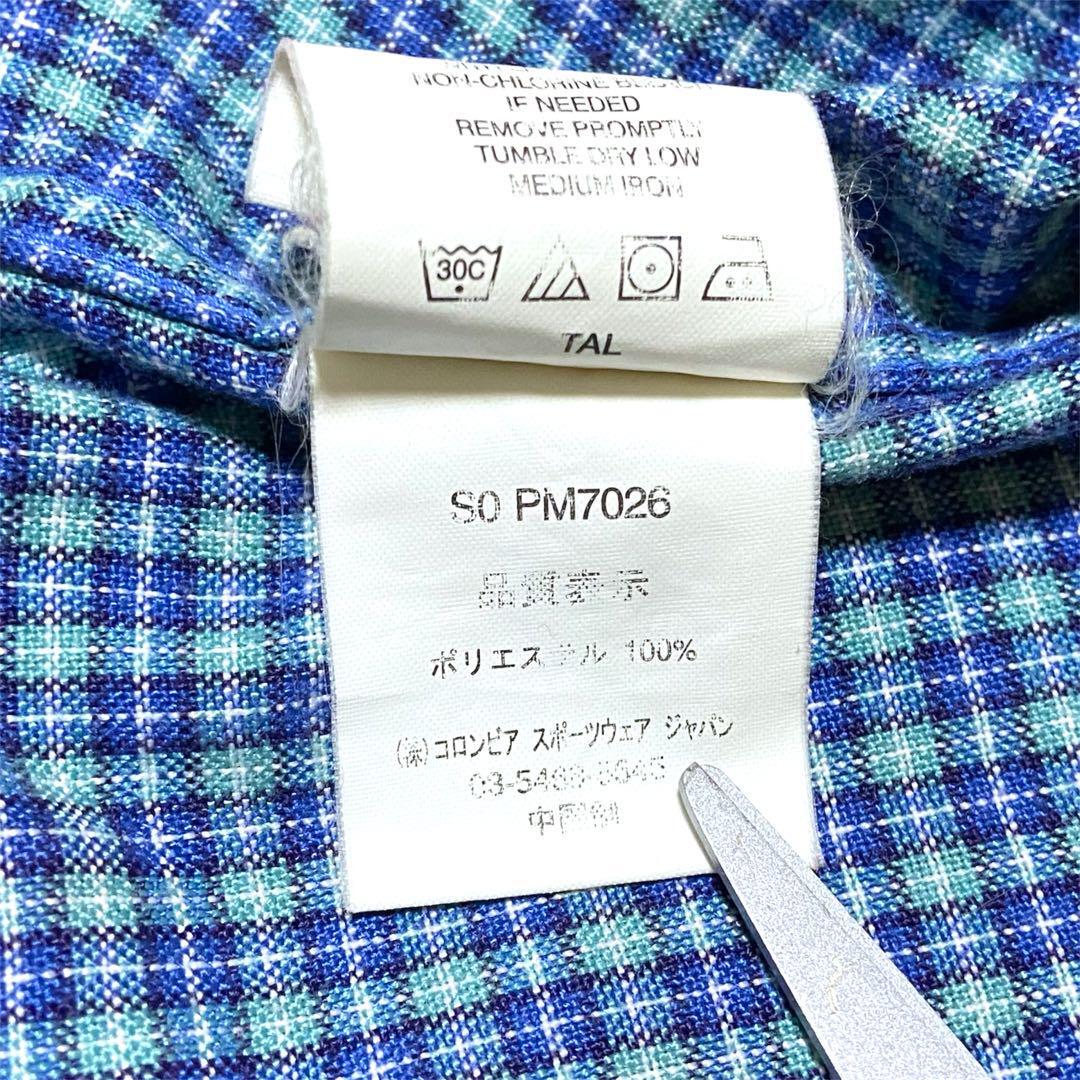 NON-CHLORINE BLEACH
IF NEEDED
REMOVE PROMPTLY
TUMBLE DRY LOW
MEDIUM IRON
30C
TAL
S0 PM7026
品質表示
ポリエステル 100%
(株)コロンビア スポーツウェア ジャパン
中国製